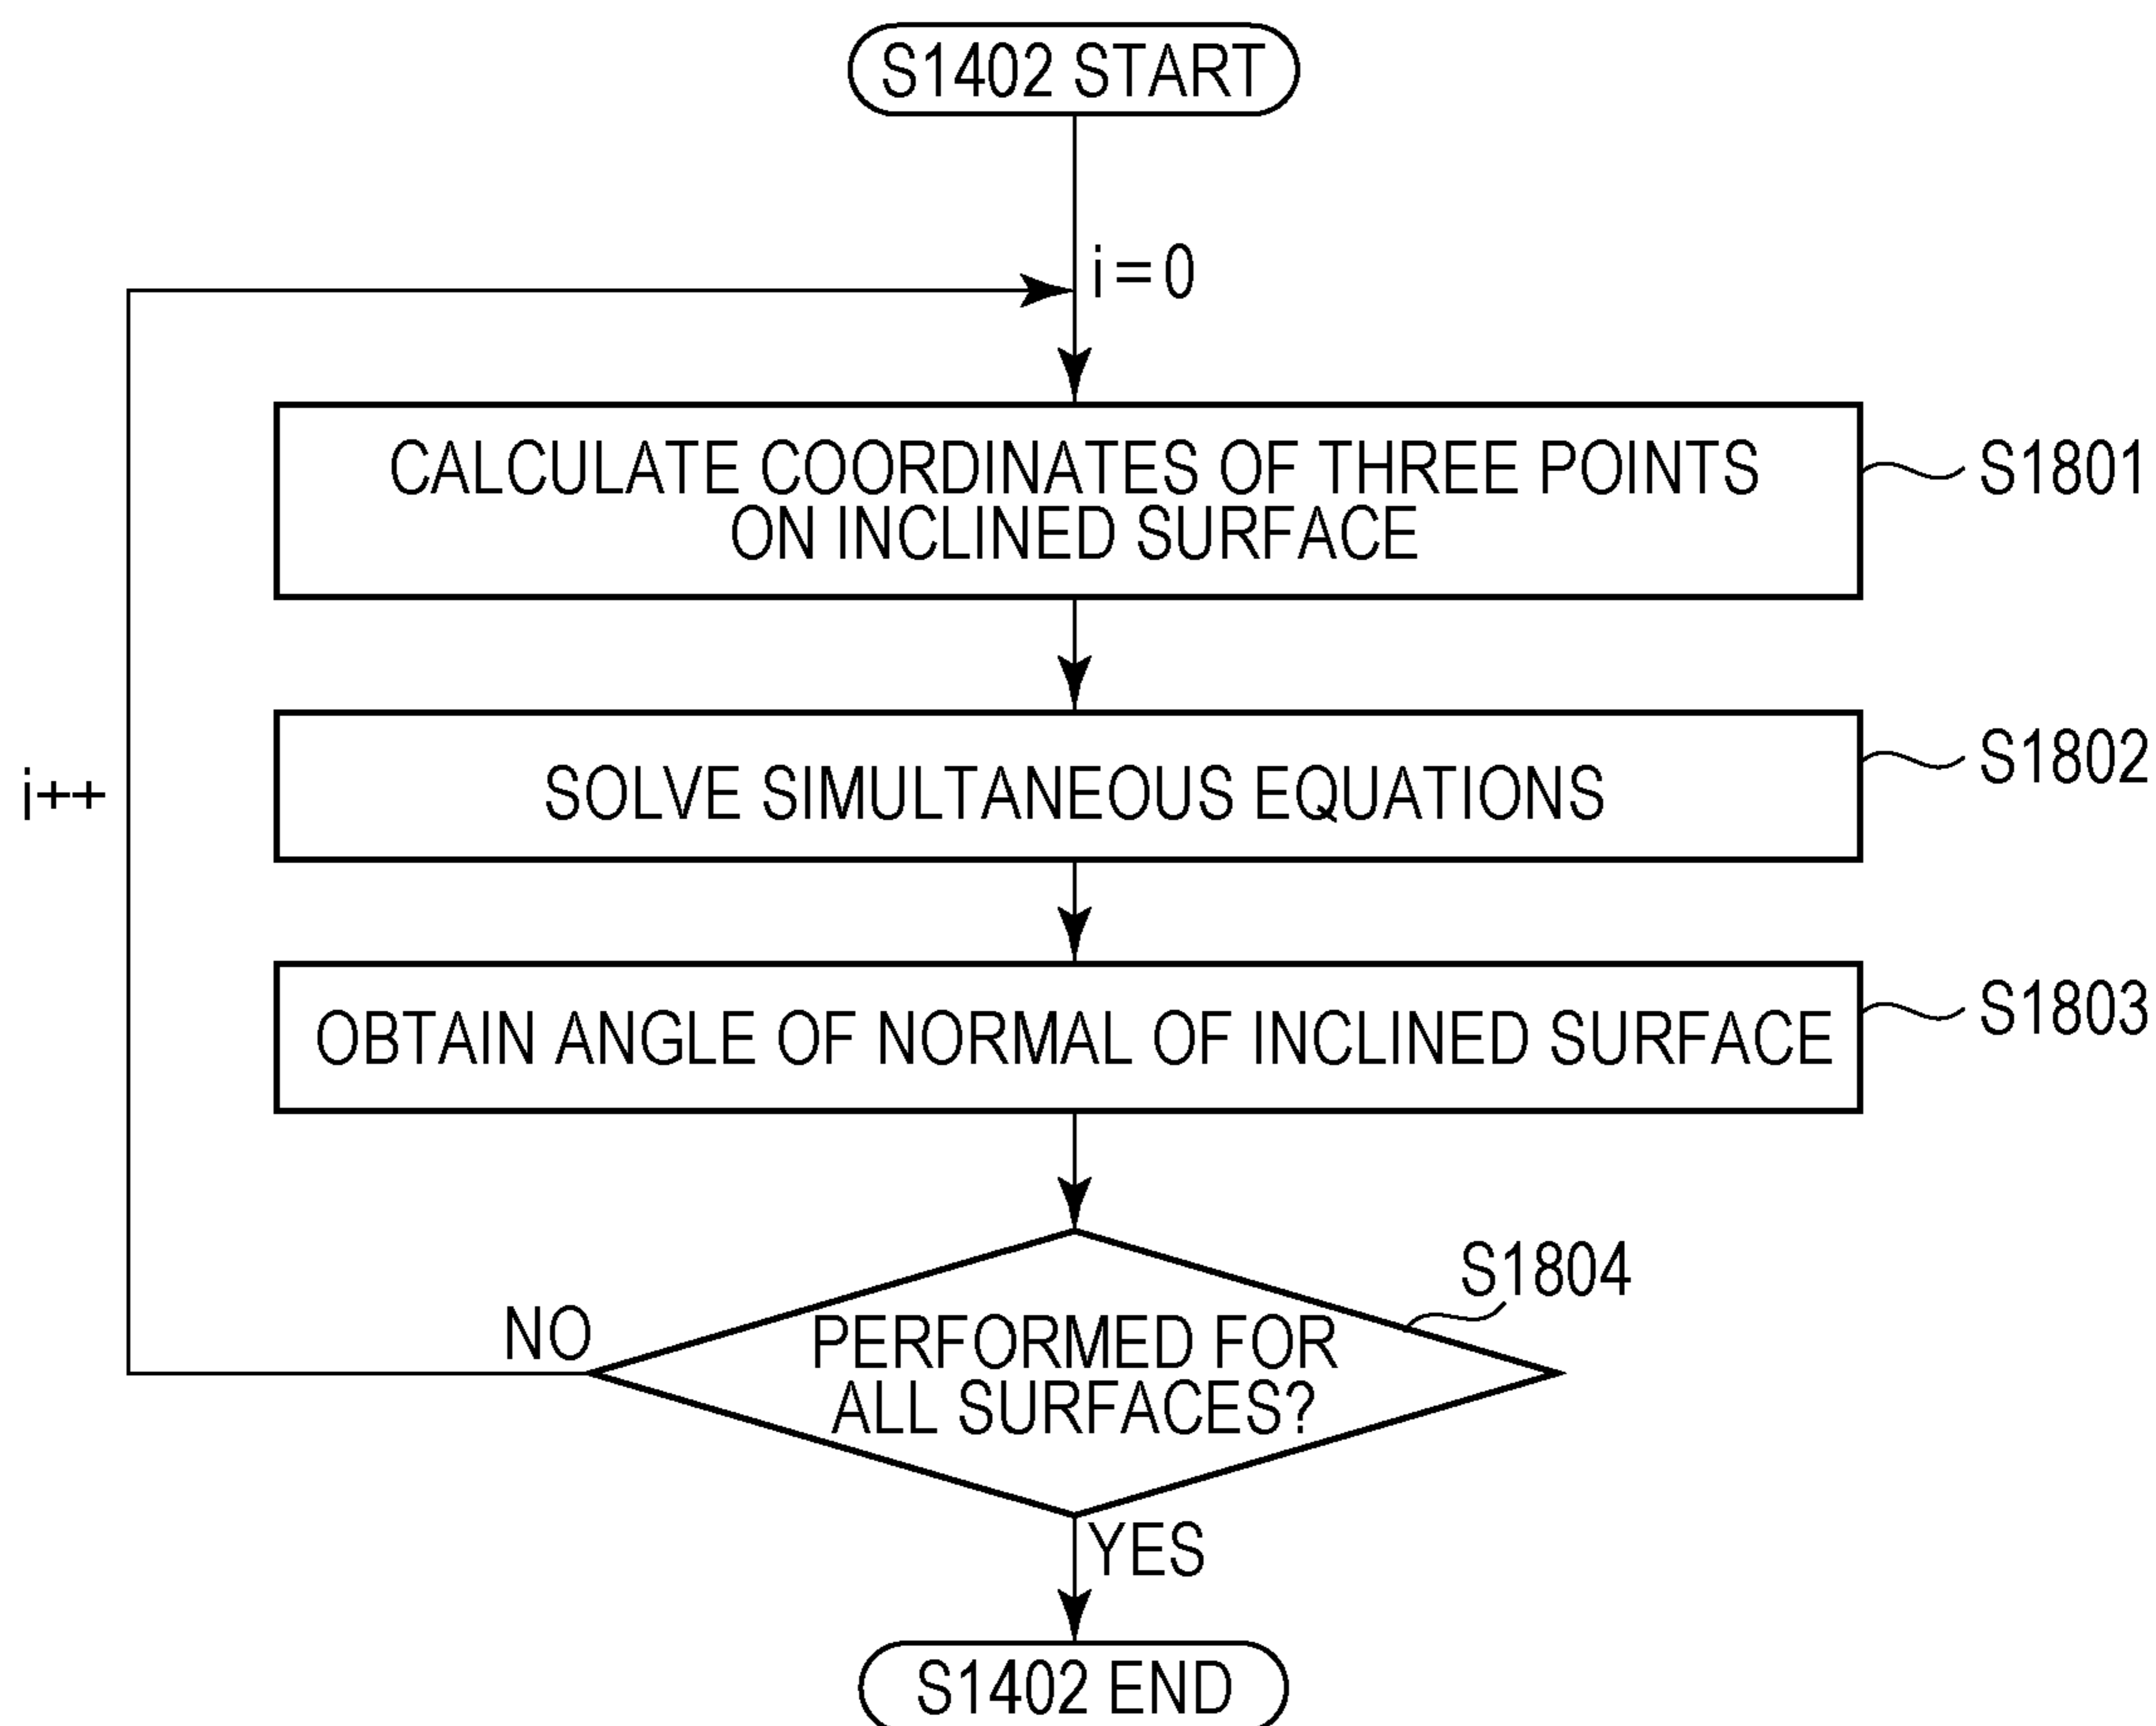 S1402 START
i=0
CALCULATE COORDINATES OF THREE POINTS
ON INCLINED SURFACE
S1801
SOLVE SIMULTANEOUS EQUATIONS
S1802
i++
OBTAIN ANGLE OF NORMAL OF INCLINED SURFACE
S1803
S1804
NO
PERFORMED FOR
ALL SURFACES?
YES
S1402 END